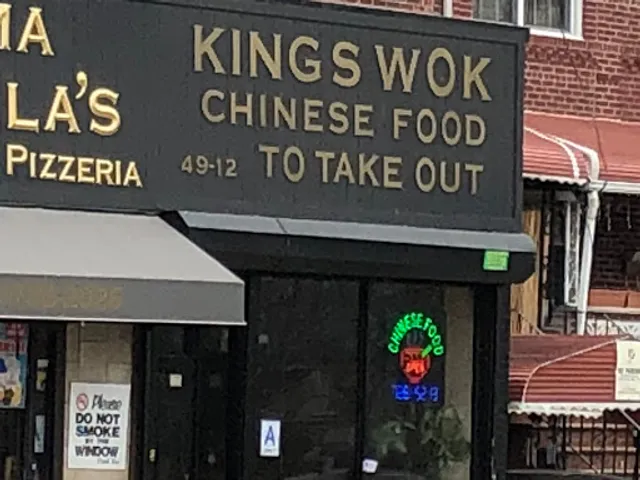 MA
LA'S
PIZZERIA
KINGS WOK
CHINESE FOOD
49-12 TO TAKE OUT
CHINESE FOOD
A
Please
DO NOT
SMOKE
BY THE
WINDOW